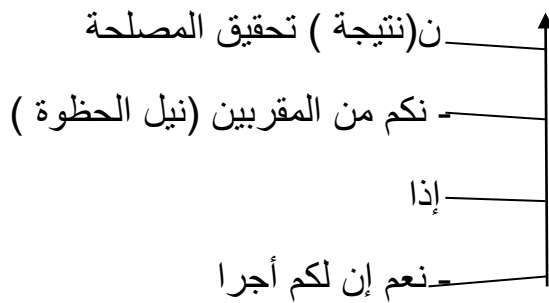 ن(نتيجة ) تحقيق المصلحة
- نكم من المقربين (نيل الحظوة )
إذا
- نعم إن لكم أجرا